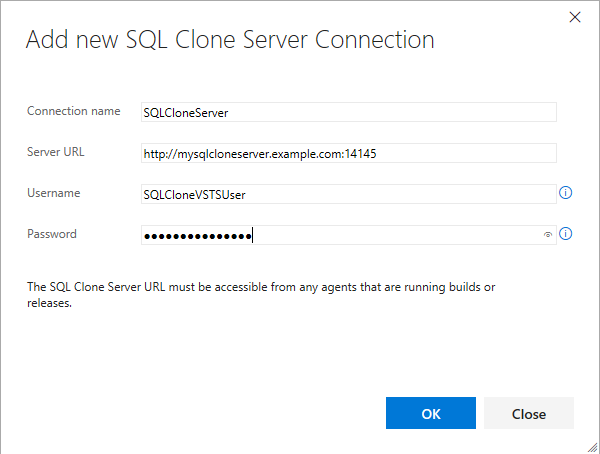 Add new SQL Clone Server Connection
Connection name SQLCloneServer
Server URL http://mysqlcloneserver.example.com:14145
Username SQLCloneVSTSUser
Password ●●●●●●●●●●●●●●●
The SQL Clone Server URL must be accessible from any agents that are running builds or
releases.
OK Close